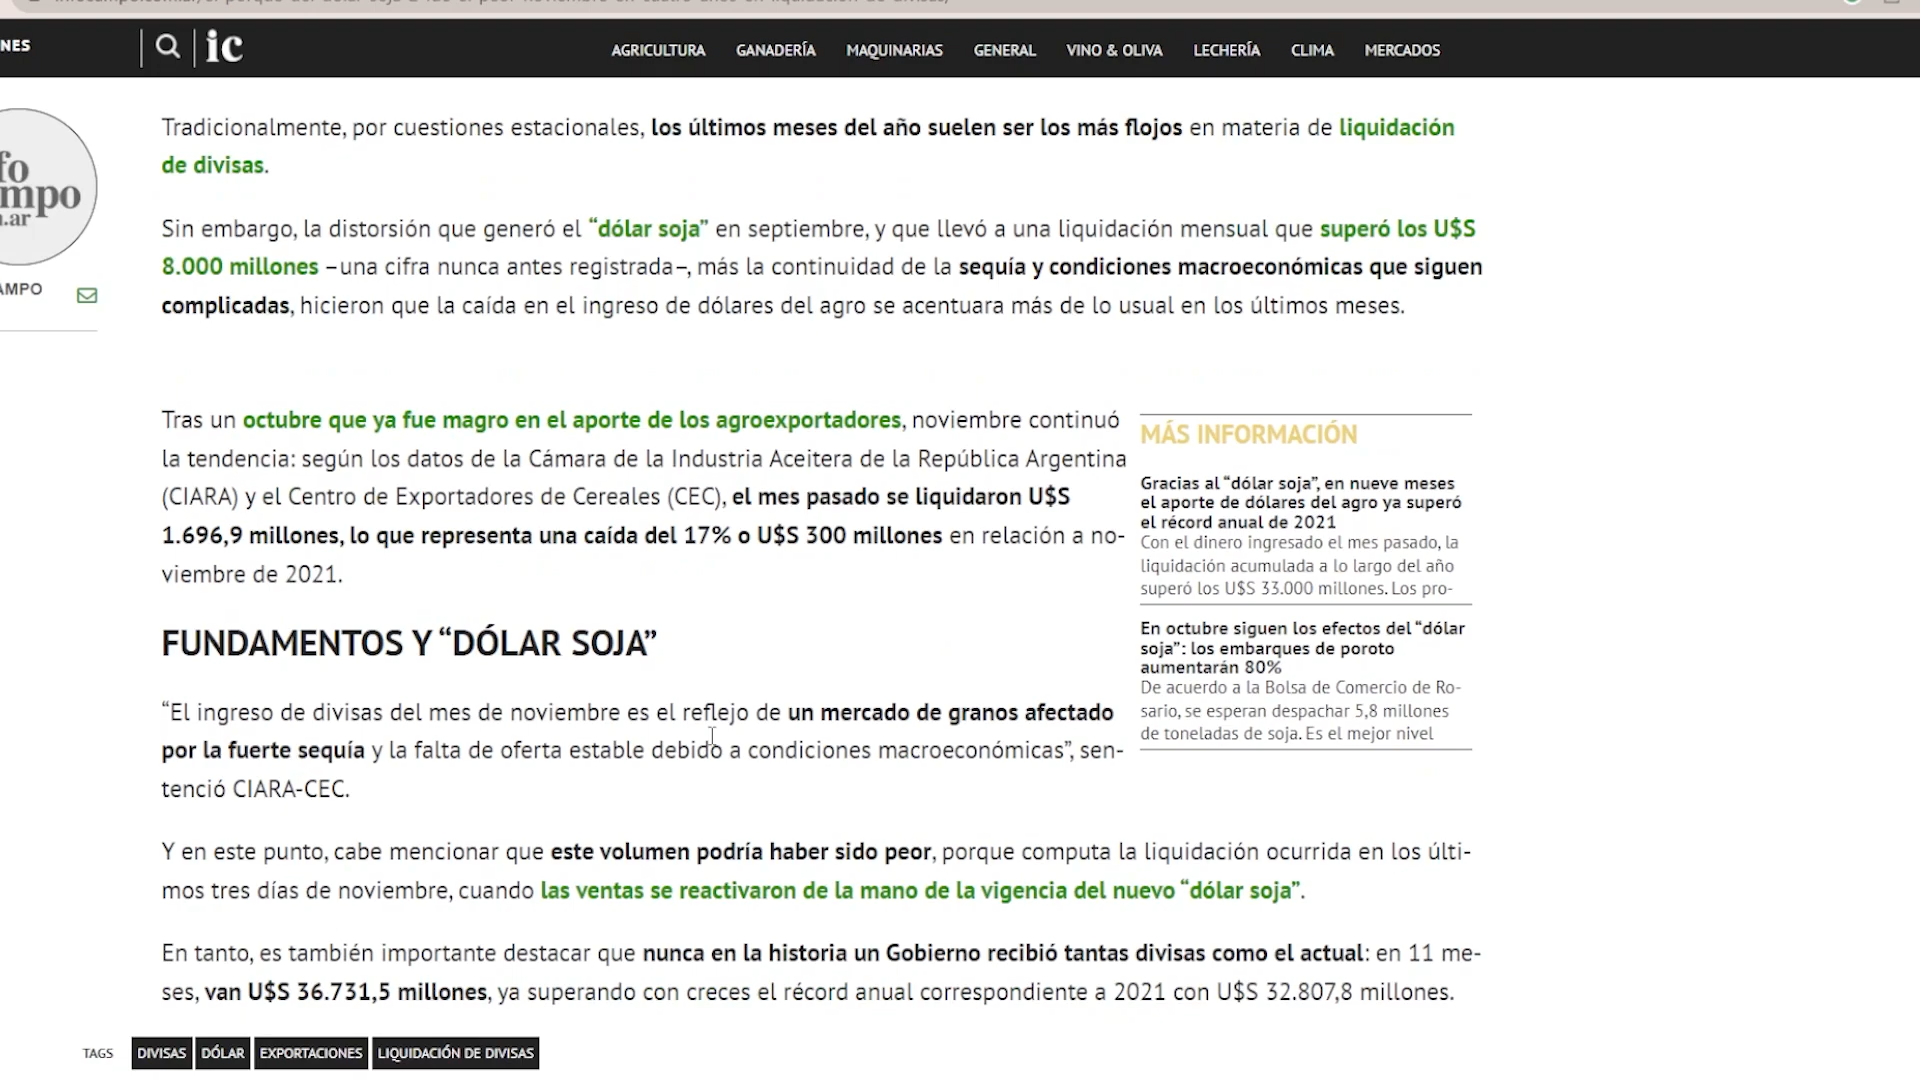 NES
ic
AGRICULTURA GANADERÍA MAQUINARIAS GENERAL VINO & OLIVA LECHERÍA CLIMA MERCADOS
fo
mpo
.ar
AMPO
Tradicionalmente, por cuestiones estacionales, los últimos meses del año suelen ser los más flojos en materia de liquidación
de divisas.
Sin embargo, la distorsión que generó el “dólar soja” en septiembre, y que llevó a una liquidación mensual que superó los U$S
8.000 millones –una cifra nunca antes registrada–, más la continuidad de la sequía y condiciones macroeconómicas que siguen
complicadas, hicieron que la caída en el ingreso de dólares del agro se acentuara más de lo usual en los últimos meses.
Tras un octubre que ya fue magro en el aporte de los agroexportadores, noviembre continuó
la tendencia: según los datos de la Cámara de la Industria Aceitera de la República Argentina
(CIARA) y el Centro de Exportadores de Cereales (CEC), el mes pasado se liquidaron U$S
1.696,9 millones, lo que representa una caída del 17% o U$S 300 millones en relación a no-
viembre de 2021.
MÁS INFORMACIÓN
Gracias al “dólar soja”, en nueve meses
el aporte de dólares del agro ya superó
el récord anual de 2021
Con el dinero ingresado el mes pasado, la
liquidación acumulada a lo largo del año
superó los U$S 33.000 millones. Los pro-
En octubre siguen los efectos del “dólar
soja”: los embarques de poroto
aumentarán 80%
De acuerdo a la Bolsa de Comercio de Ro-
sario, se esperan despachar 5,8 millones
de toneladas de soja. Es el mejor nivel
FUNDAMENTOS Y “DÓLAR SOJA”
“El ingreso de divisas del mes de noviembre es el reflejo de un mercado de granos afectado
por la fuerte sequía y la falta de oferta estable debido a condiciones macroeconómicas”, sen-
tenció CIARA-CEC.
Y en este punto, cabe mencionar que este volumen podría haber sido peor, porque computa la liquidación ocurrida en los últi-
mos tres días de noviembre, cuando las ventas se reactivaron de la mano de la vigencia del nuevo “dólar soja”.
En tanto, es también importante destacar que nunca en la historia un Gobierno recibió tantas divisas como el actual: en 11 me-
ses, van U$S 36.731,5 millones, ya superando con creces el récord anual correspondiente a 2021 con U$S 32.807,8 millones.
TAGS DIVISAS DÓLAR EXPORTACIONES LIQUIDACIÓN DE DIVISAS